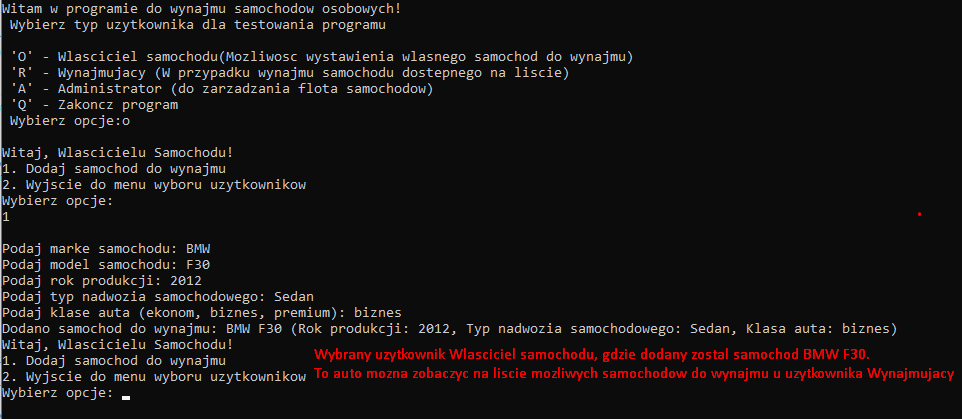 Witam w programie do wynajmu samochodow osobowych!
Wybierz typ uzytkownika dla testowania programu
'O' - Wlasciciel samochodu(Mozliwosc wystawienia wlasnego samochod do wynajmu)
'R' - Wynajmujacy (W przypadku wynajmu samochodu dostepnego na liscie)
'A' - Administrator (do zarzadzania flota samochodow)
'Q' - Zakoncz program
Wybierz opcje:o
Witaj, Wlascicielu Samochodu!
1. Dodaj samochod do wynajmu
2. Wyjscie do menu wyboru uzytkownikow
Wybierz opcje:
1
Podaj marke samochodu: BMW
Podaj model samochodu: F30
Podaj rok produkcji: 2012
Podaj typ nadwozia samochodowego: Sedan
Podaj klase auta (ekonom, biznes, premium): biznes
Dodano samochod do wynajmu: BMW F30 (Rok produkcji: 2012, Typ nadwozia samochodowego: Sedan, Klasa auta: biznes)
Witaj, Wlascicielu Samochodu!
1. Dodaj samochod do wynajmu
2. Wyjscie do menu wyboru uzytkownikow
Wybierz opcje:
Wybrany uzytkownik Wlasciciel samochodu, gdzie dodany zostal samochod BMW F30.
To auto mozna zobaczyc na liscie mozliwych samochodow do wynajmu u uzytkownika Wynajmujacy